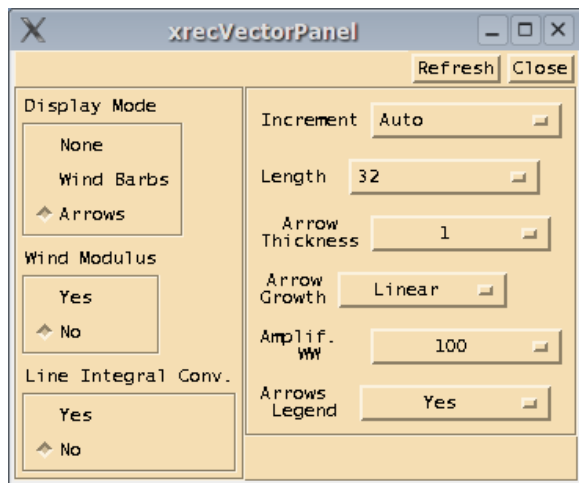 xrecVectorPanel
Refresh Close
Display Mode
None
Wind Barbs
Arrows
Wind Modulus
Yes
No
Line Integral Conv.
Yes
No
Increment Auto
Length 32
Arrow
Thickness 1
Arrow
Growth Linear
Amplif.
WW 100
Arrows
Legend Yes